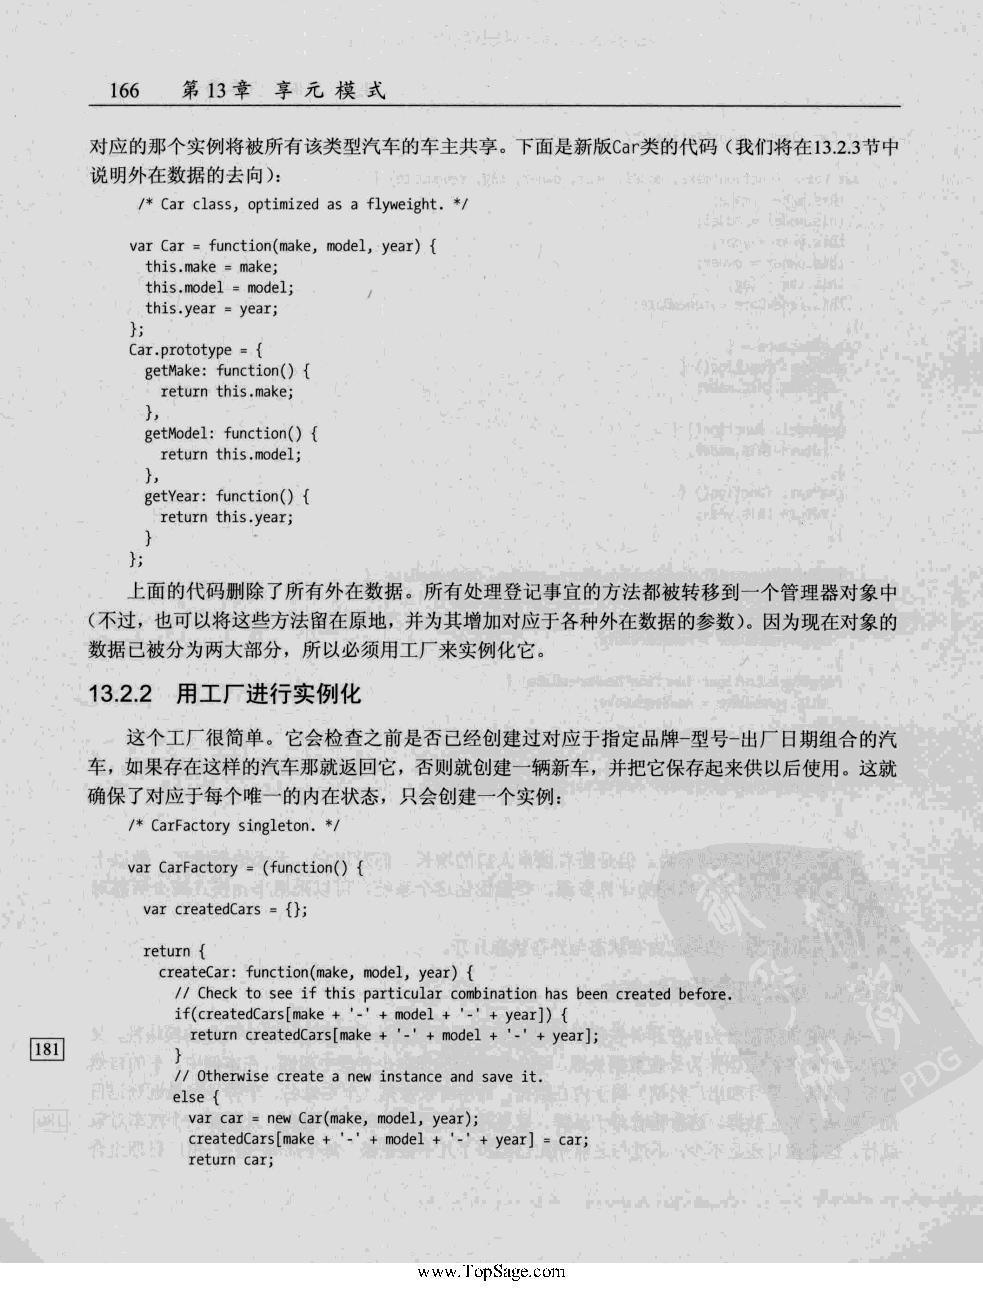 166 第13章 享元模式
对应的那个实例将被所有该类型汽车的车主共享。下面是新版Car类的代码（我们将在13.2.3节中
说明外在数据的去向）：
/* Car class, optimized as a flyweight. */
var Car = function(make, model, year) {
this.make = make;
this.model = model;
this.year = year;
};
Car.prototype = {
getMake: function() {
return this.make;
},
getModel: function() {
return this.model;
},
getYear: function() {
return this.year;
}
};
上面的代码删除了所有外在数据。所有处理登记事宜的方法都被转移到一个管理器对象中
（不过，也可以将这些方法留在原地，并为其增加对应于各种外在数据的参数）。因为现在对象的
数据已被分为两大部分，所以必须用工厂来实例化它。
13.2.2 用工厂进行实例化
这个工厂很简单。它会检查之前是否已经创建过对应于指定品牌-型号-出厂日期组合的汽
车，如果存在这样的汽车那就返回它，否则就创建一辆新车，并把它保存起来供以后使用。这就
确保了对应于每个唯一的内在状态，只会创建一个实例：
/* CarFactory singleton. */
var CarFactory = (function() {
var createdCars = {};
return {
createCar: function(make, model, year) {
// Check to see if this particular combination has been created before.
if(createdCars[make + '-' + model + '-' + year]) {
return createdCars[make + '-' + model + '-' + year];
181
}
// Otherwise create a new instance and save it.
else {
var car = new Car(make, model, year);
createdCars[make + '-' + model + '-' + year] = car;
return car;
PDG
www.TopSage.com